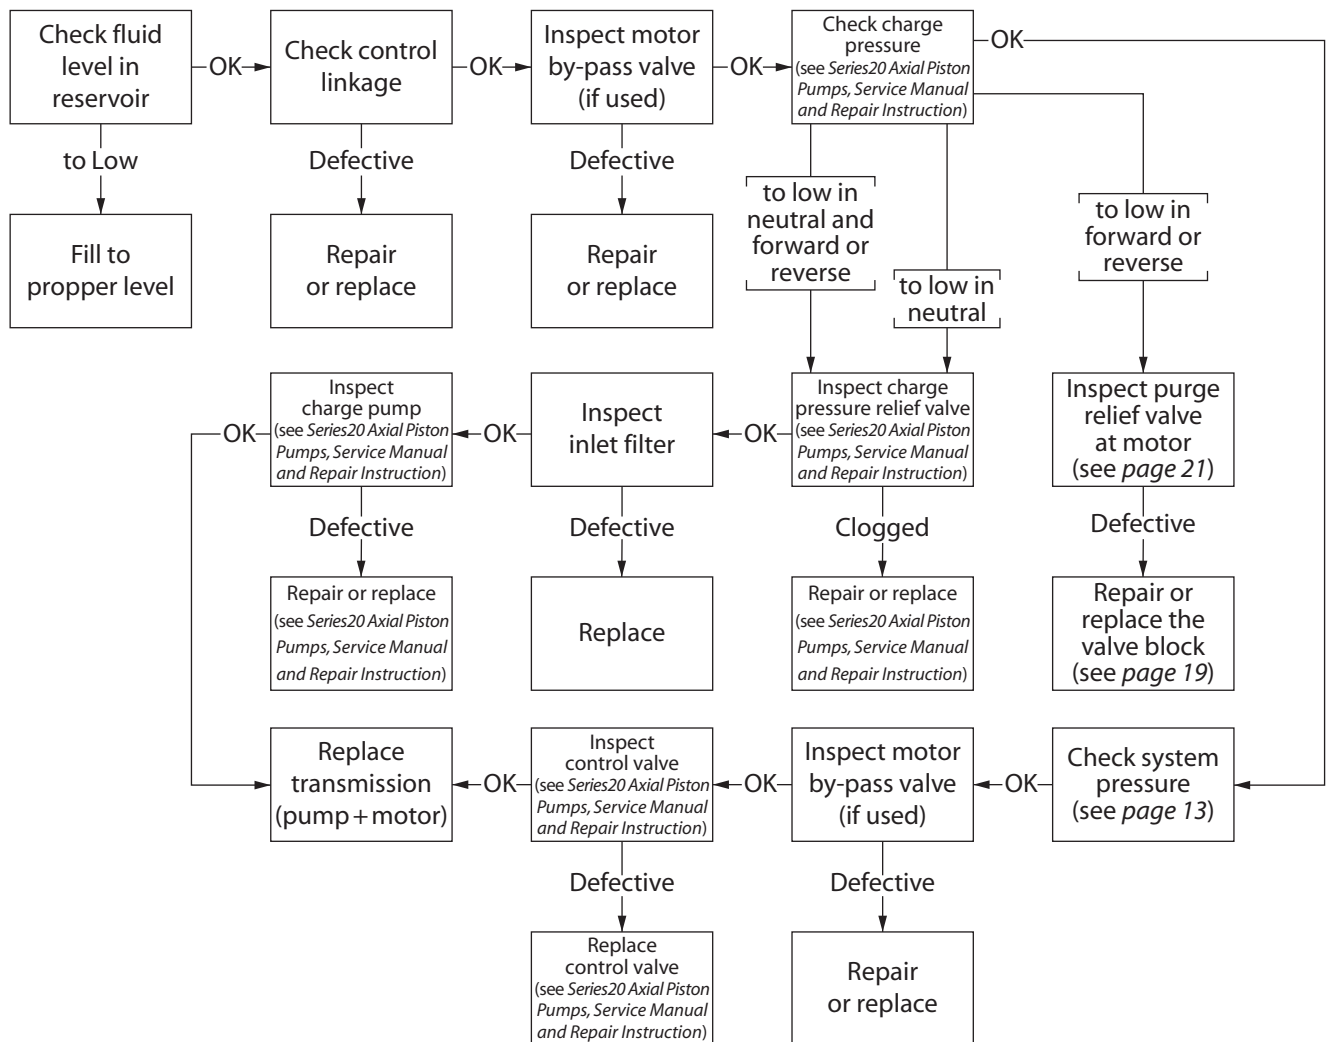 Check fluid
level in
reservoir
OK
Check control
linkage
OK
Inspect motor
by-pass valve
(if used)
OK
Check charge
pressure
(see Series20 Axial Piston
Pumps, Service Manual
and Repair Instruction)
OK
to Low
Defective
Defective
to low in
neutral and
forward or
reverse
to low in
neutral
to low in
forward or
reverse
Fill to
propper level
Repair
or replace
Repair
or replace
Inspect
charge pump
(see Series20 Axial Piston
Pumps, Service Manual
and Repair Instruction)
OK
OK
Inspect
inlet filter
OK
Inspect charge
pressure relief valve
(see Series20 Axial Piston
Pumps, Service Manual
and Repair Instruction)
Inspect purge
relief valve
at motor
(see page 21)
Defective
Defective
Clogged
Defective
Repair or replace
(see Series20 Axial Piston
Pumps, Service Manual
and Repair Instruction)
Replace
Repair or replace
(see Series20 Axial Piston
Pumps, Service Manual
and Repair Instruction)
Repair or
replace the
valve block
(see page 19)
Replace
transmission
(pump + motor)
OK
Inspect
control valve
(see Series20 Axial Piston
Pumps, Service Manual
and Repair Instruction)
OK
Inspect motor
by-pass valve
(if used)
OK
Check system
pressure
(see page 13)
Defective
Defective
Replace
control valve
(see Series20 Axial Piston
Pumps, Service Manual
and Repair Instruction)
Repair
or replace